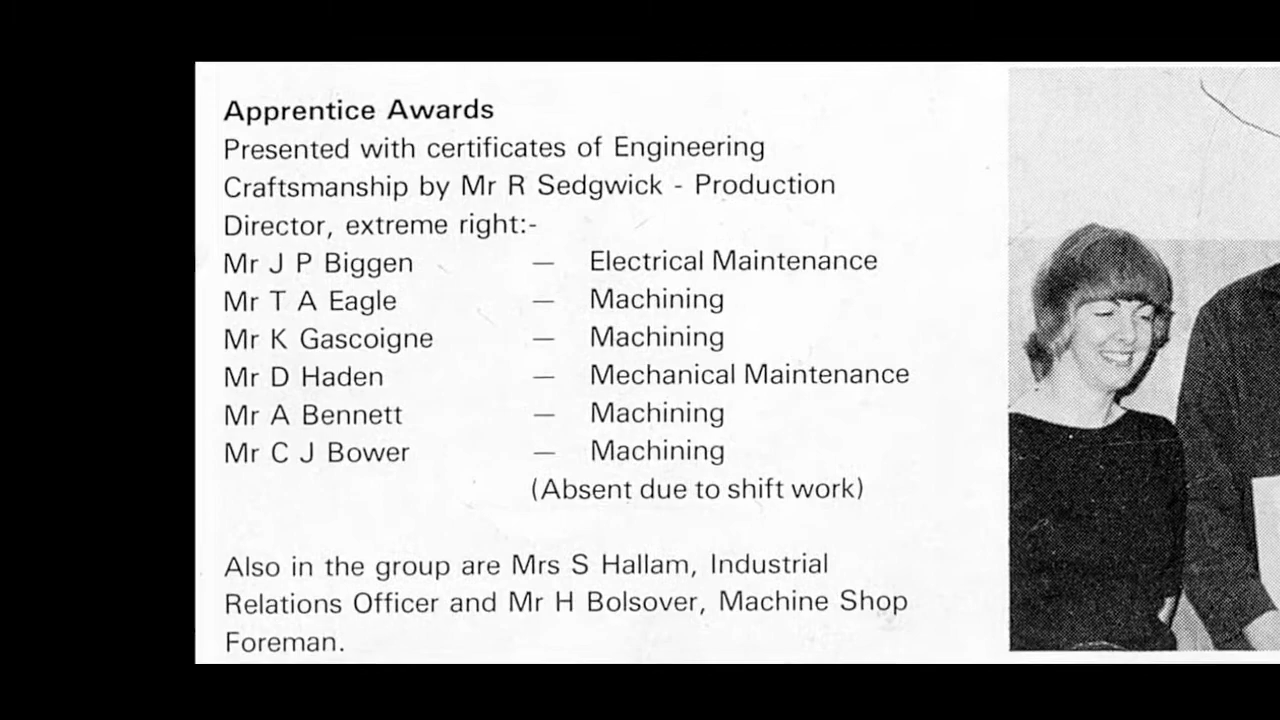 Apprentice Awards
Presented with certificates of Engineering
Craftsmanship by Mr R Sedgwick - Production
Director, extreme right:-
Mr J P Biggen — Electrical Maintenance
Mr T A Eagle — Machining
Mr K Gascoigne — Machining
Mr D Haden — Mechanical Maintenance
Mr A Bennett — Machining
Mr C J Bower — Machining
(Absent due to shift work)
Also in the group are Mrs S Hallam, Industrial
Relations Officer and Mr H Bolsover, Machine Shop
Foreman.